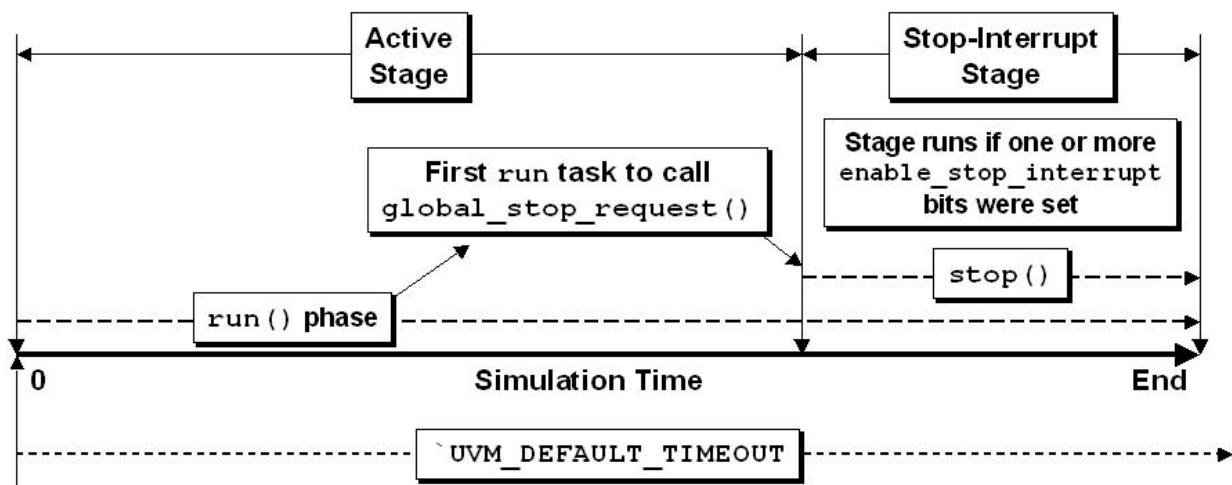 Active
Stage
Stop-Interrupt
Stage
Stage runs if one or more
enable_stop_interrupt
bits were set
First run task to call
global_stop_request()
stop()
run() phase
0
Simulation Time
End
`UVM_DEFAULT_TIMEOUT